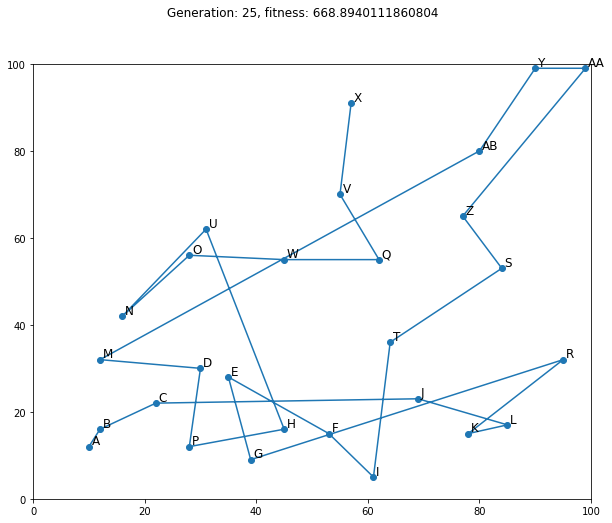 Generation: 25, fitness: 668.8940111860804
100
Y AA
X
80
AB
V
Z
U
60
O W Q
S
N
40
T
M R
D
E
C J
20
B H L
F K
A P
G
I
0
0 20 40 60 80 100